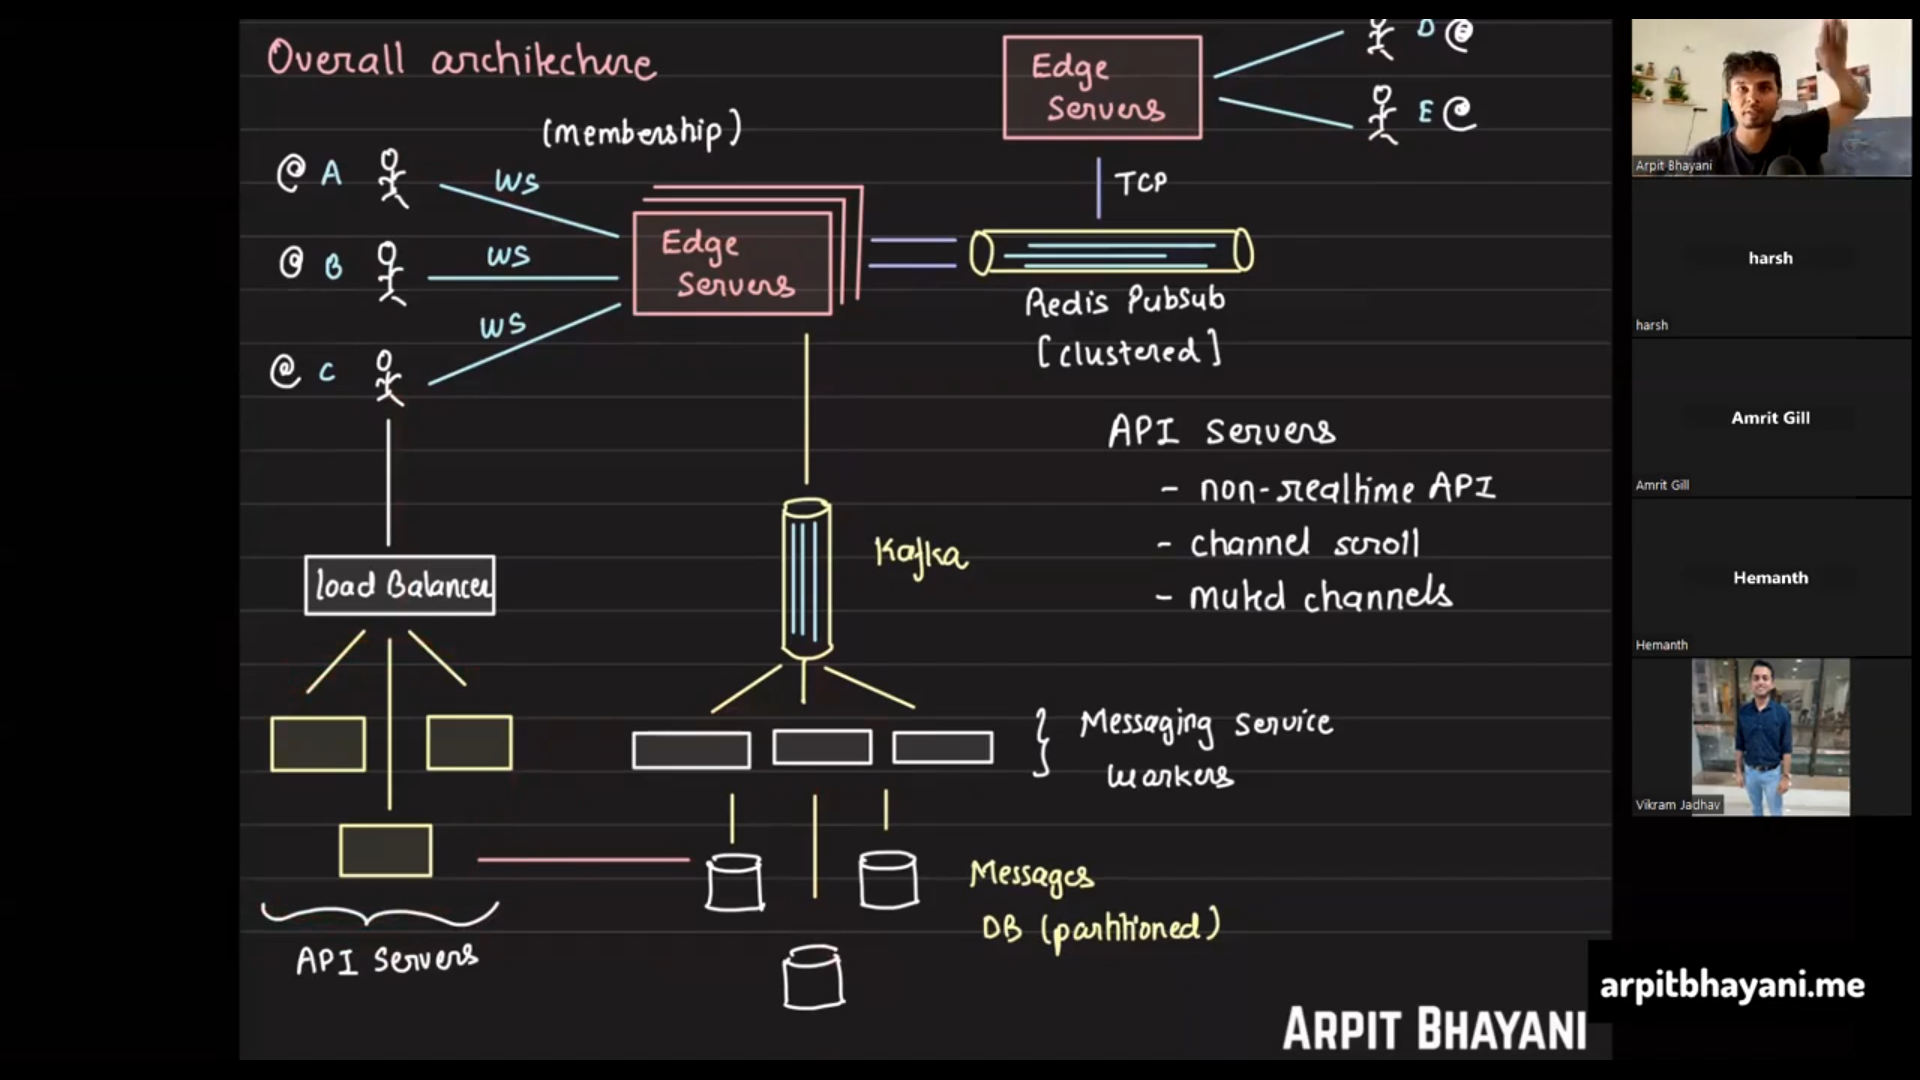 Overall architecture
(membership)
@ A
WS
@ B
WS
@ C
WS
Edge
Servers
Edge
Servers
D @
E @
TCP
Redis Pubsub
[clustered]
API servers
- non-realtime API
- channel scroll
- muted channels
Kafka
load Balancer
Messaging service
workers
Messages
DB (partitioned)
API Servers
ARPIT BHAYANI
arpitbhayani.me
Arpit Bhayani
harsh
harsh
Amrit Gill
Amrit Gill
Hemanth
Hemanth
Vikram Jadhav